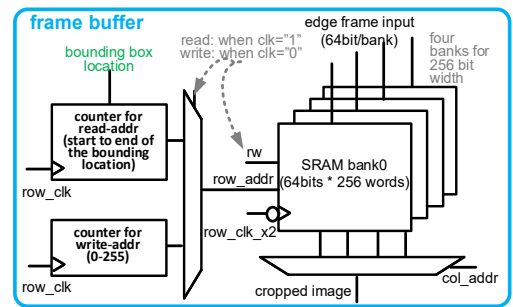 frame buffer
bounding box
location
read: when clk="1"
write: when clk="0"
edge frame input
(64bit/bank)
four
banks for
256 bit
width
counter for
read-addr
(start to end of
the bounding
location)
row_clk
rw
row_addr
SRAM bank0
(64bits * 256 words)
row_clk_x2
counter for
write-addr
(0-255)
row_clk
col_addr
cropped image